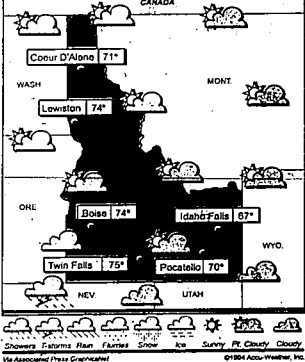 CANADA
Coeur D'Alene 71°
WASH
MONT.
Lewiston 74°
ORE
Boise 74°
Idaho Falls 67°
WYO.
Twin Falls 75°
Pocatello 70°
NEV.
UTAH
Showers T-storms Rain Flurries Snow Ice Sunny Pt. Cloudy Cloudy
Via Associated Press GraphicsNet
©1994 Accu-Weather, Inc.